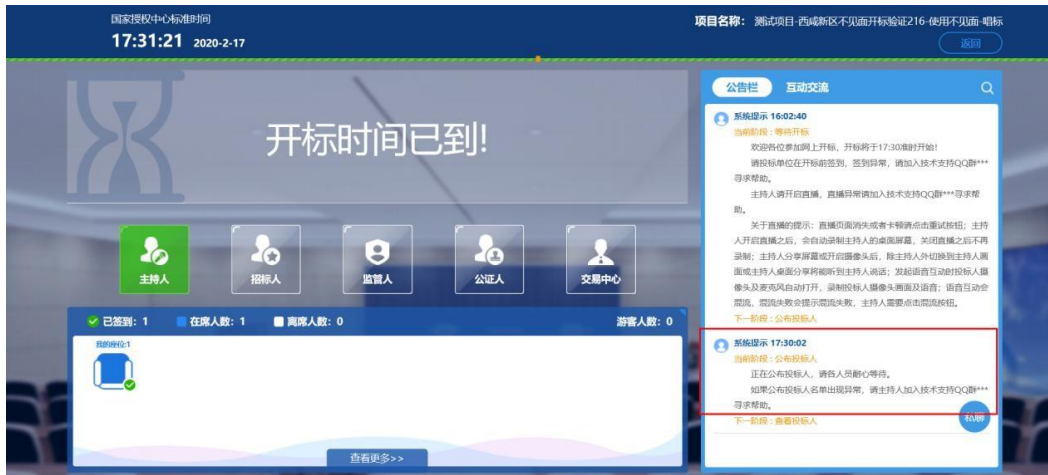 国家授权中心标准时间
17:31:21 2020-2-17
项目名称： 测试项目-西咸新区不见面开标验证216-使用不见面-唱标
返回
开标时间已到!
主持人 招标人 监管人 公证人 交易中心
已签到：1 在席人数：1 离席人数：0 游客人数：0
我的座位:1
查看更多>>
公告栏 互动交流
系统提示 16:02:40
当前阶段：等待开标
欢迎各位参加网上开标，开标将于17:30准时开始!
请投标单位在开标前签到，签到异常，请加入技术支持QQ群***
寻求帮助。
主持人请开启直播，直播异常请加入技术支持QQ群***寻求帮
助。
关于直播的提示：直播页面消失或者卡顿请点击重试按钮；主持
人开启直播之后，会自动录制主持人的桌面屏幕，关闭直播之后不再
录制；主持人分享屏幕或开启摄像头后，除主持人外切换到主持人画
面或主持人桌面分享将能听到主持人说话；发起语音互动时投标人摄
像头及麦克风自动打开，录制投标人摄像头画面及语音；语音互动会
混流，混流失败会提示混流失败，主持人需要点击混流按钮。
下一阶段：公布投标人
系统提示 17:30:02
当前阶段：公布投标人
正在公布投标人，请各人员耐心等待。
如果公布投标人名单出现异常，请主持人加入技术支持QQ群***
寻求帮助。
下一阶段：查看投标人
私聊